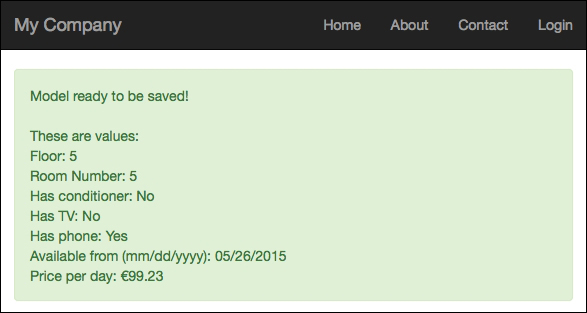 My Company Home About Contact Login
Model ready to be saved!
These are values:
Floor: 5
Room Number: 5
Has conditioner: No
Has TV: No
Has phone: Yes
Available from (mm/dd/yyyy): 05/26/2015
Price per day: €99.23